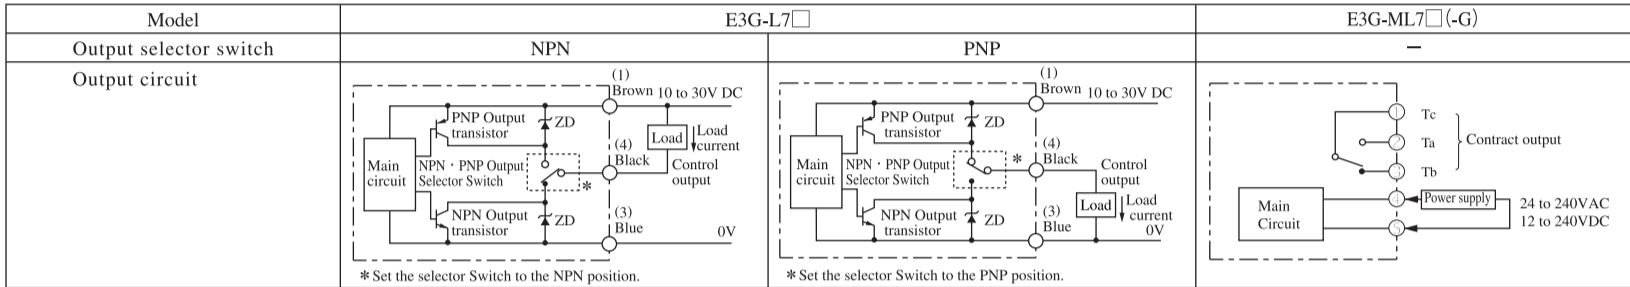 Model
E3G-L7□
E3G-ML7□(-G)
Output selector switch
NPN
PNP
–
Output circuit
(1)
Brown 10 to 30V DC
PNP Output
transistor
ZD
Load
Load
current
(4)
Black
Control
output
Main
circuit
NPN・PNP Output
Selector Switch
*
NPN Output
transistor
ZD
(3)
Blue
0V
* Set the selector Switch to the NPN position.
(1)
Brown 10 to 30V DC
PNP Output
transistor
ZD
(4)
Black
*
Control
output
Main
circuit
NPN・PNP Output
Selector Switch
Load
Load
current
NPN Output
transistor
ZD
(3)
Blue
0V
* Set the selector Switch to the PNP position.
1 Tc
2 Ta
3 Tb
Contract output
Main
Circuit
4
Power supply
5
24 to 240VAC
12 to 240VDC